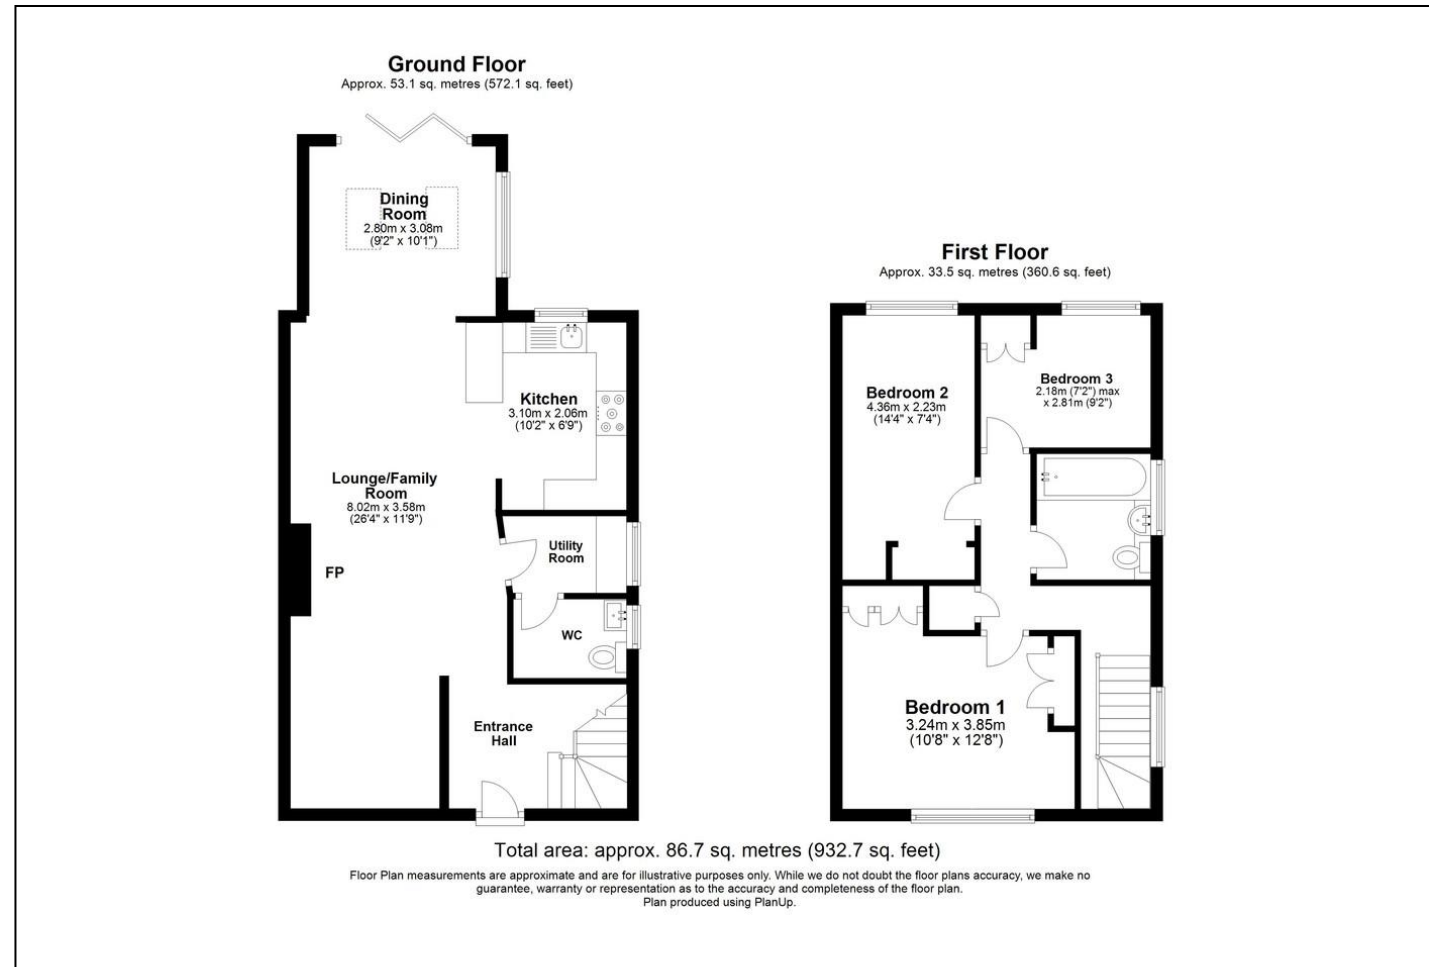 Ground Floor
Approx. 53.1 sq. metres (572.1 sq. feet)
Dining
Room
2.80m x 3.08m
(9'2" x 10'1")
Kitchen
3.10m x 2.06m
(10'2" x 6'9")
Lounge/Family
Room
8.02m x 3.58m
(26'4" x 11'9")
Utility
Room
FP
WC
Entrance
Hall
First Floor
Approx. 33.5 sq. metres (360.6 sq. feet)
Bedroom 2
4.36m x 2.23m
(14'4" x 7'4")
Bedroom 3
2.18m (7'2") max
x 2.81m (9'2")
Bedroom 1
3.24m x 3.85m
(10'8" x 12'8")
Total area: approx. 86.7 sq. metres (932.7 sq. feet)
Floor Plan measurements are approximate and are for illustrative purposes only. While we do not doubt the floor plans accuracy, we make no
guarantee, warranty or representation as to the accuracy and completeness of the floor plan.
Plan produced using PlanUp.